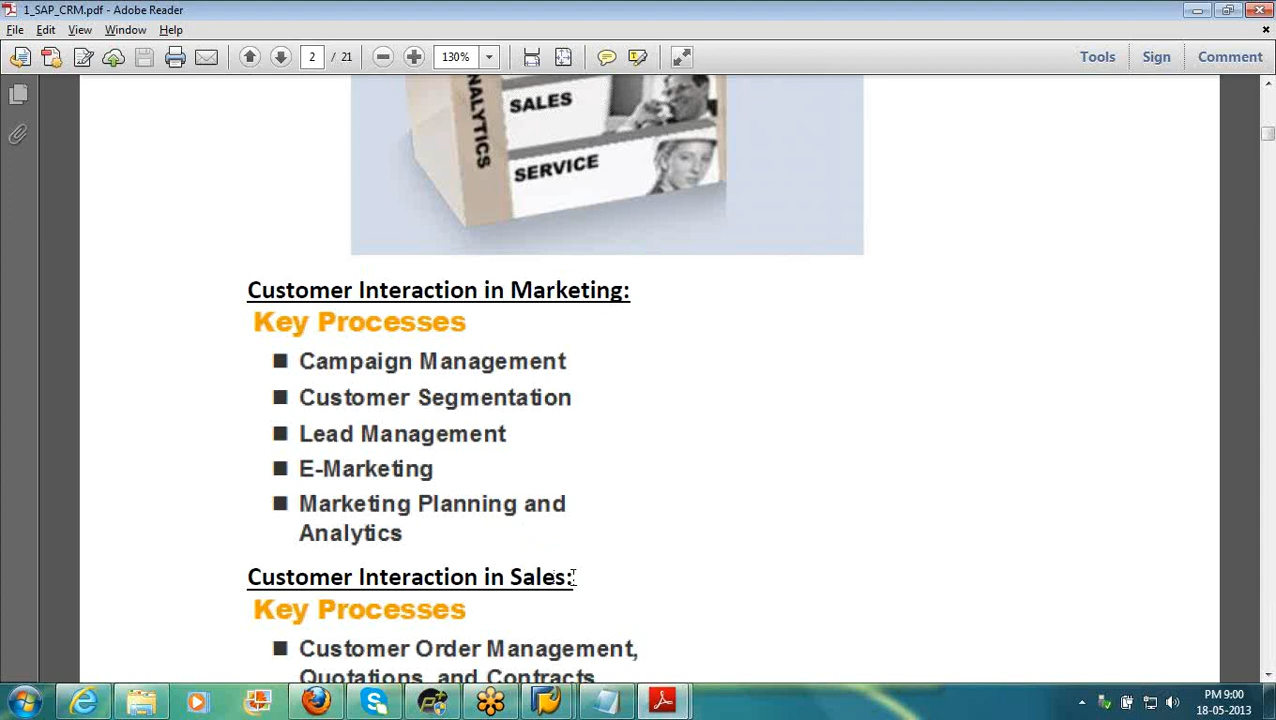 1_SAP_CRM.pdf - Adobe Reader
File Edit View Window Help
2 / 21 130% Tools Sign Comment
ANALYTICS
SALES
SERVICE
Customer Interaction in Marketing:
Key Processes
Campaign Management
Customer Segmentation
Lead Management
E-Marketing
Marketing Planning and
Analytics
Customer Interaction in Sales:
Key Processes
Customer Order Management,
Quotations, and Contracts
PM 9:00
18-05-2013